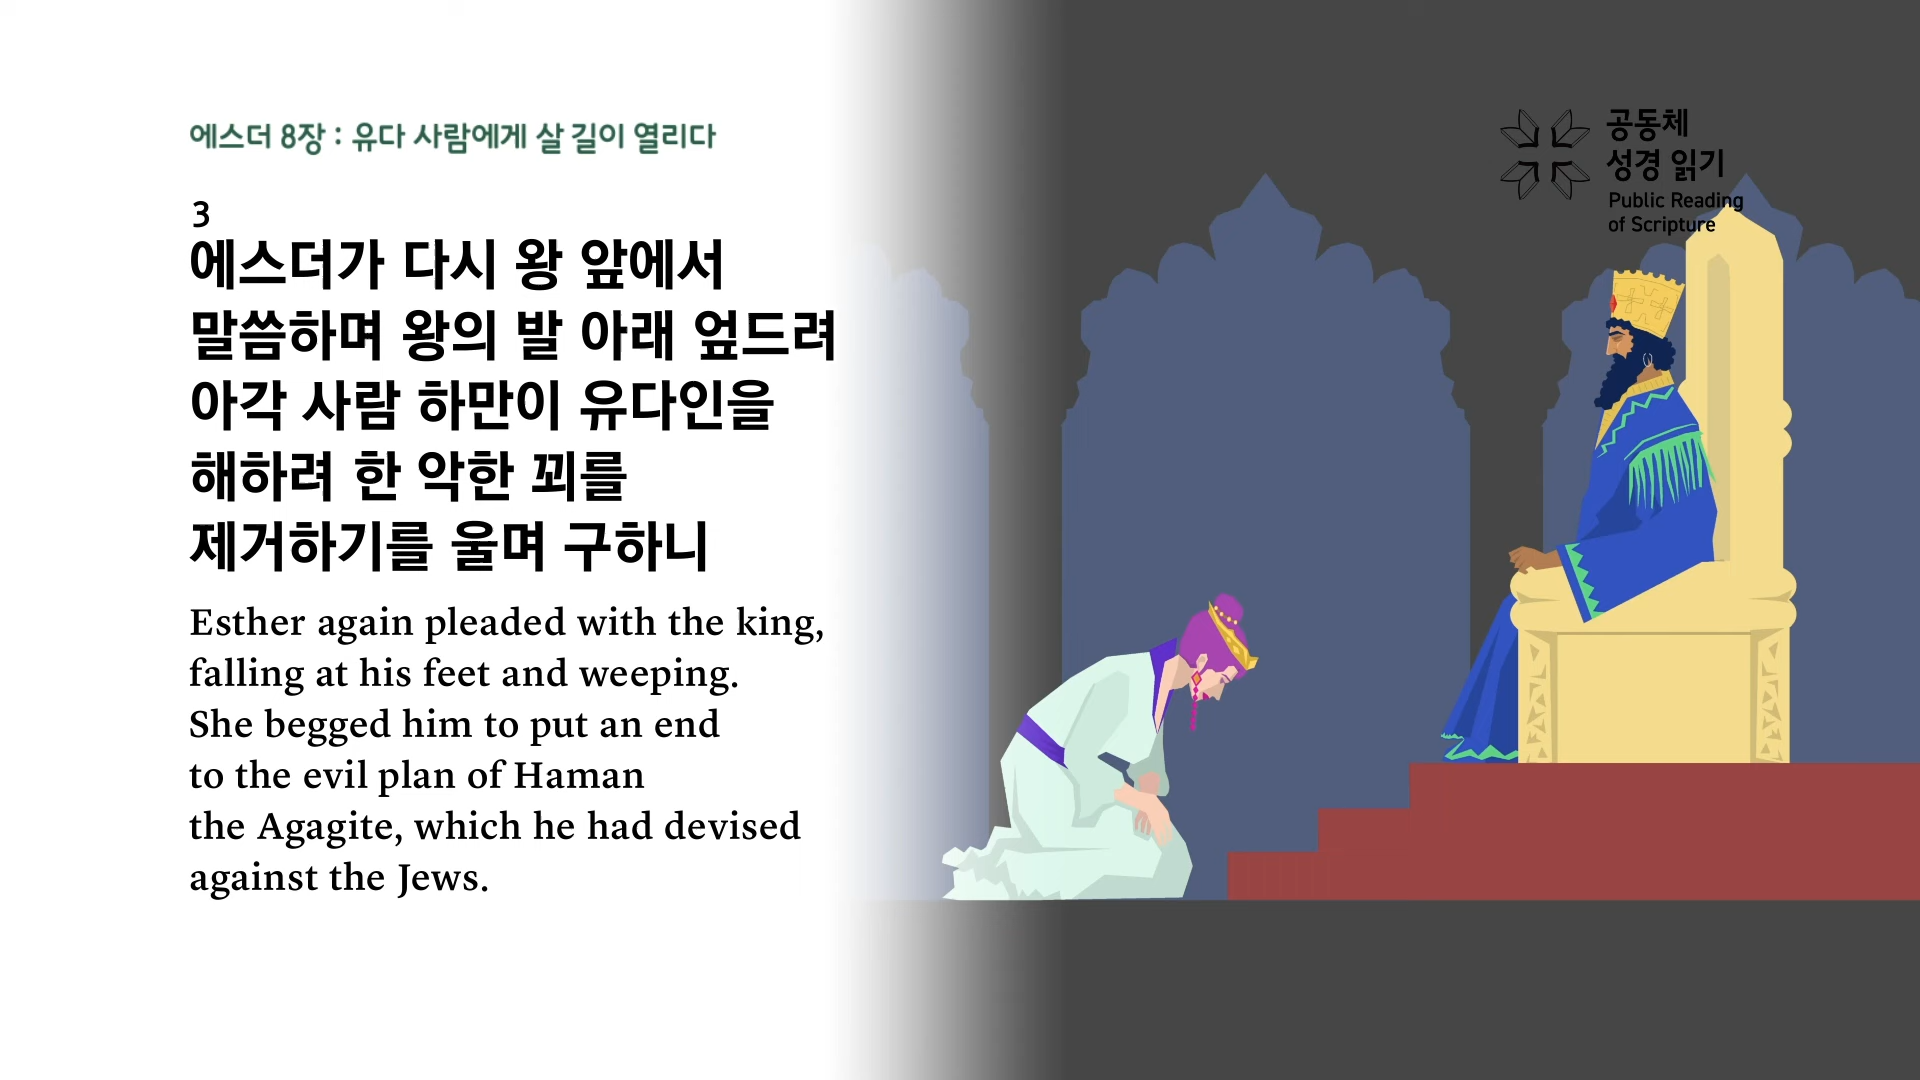 에스더 8장 : 유다 사람에게 살 길이 열리다
3
에스더가 다시 왕 앞에서
말씀하며 왕의 발 아래 엎드려
아각 사람 하만이 유다인을
해하려 한 악한 꾀를
제거하기를 울며 구하니
Esther again pleaded with the king,
falling at his feet and weeping.
She begged him to put an end
to the evil plan of Haman
the Agagite, which he had devised
against the Jews.
공동체
성경 읽기
Public Reading
of Scripture